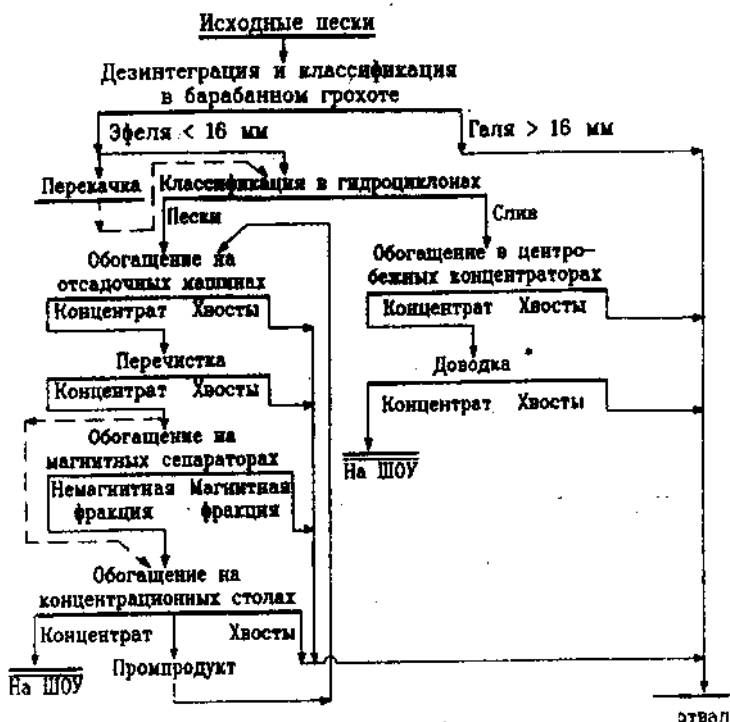 Исходные пески
Дезинтеграция и классификация
в барабанном грохоте
Эфеля < 16 мм
Галя > 16 мм
Перекачка
Классификация в гидроциклонах
Пески
Слив
Обогащение на
отсадочных машинах
Концентрат Хвосты
Обогащение в центро-
бежных концентраторах
Концентрат Хвосты
Перечистка
Концентрат Хвосты
Доводка
Концентрат Хвосты
На ШОУ
Обогащение на
магнитных сепараторах
Немагнитная Магнитная
фракция фракция
Обогащение на
концентрационных столах
Концентрат Хвосты
Промпродукт
На ШОУ
отвал